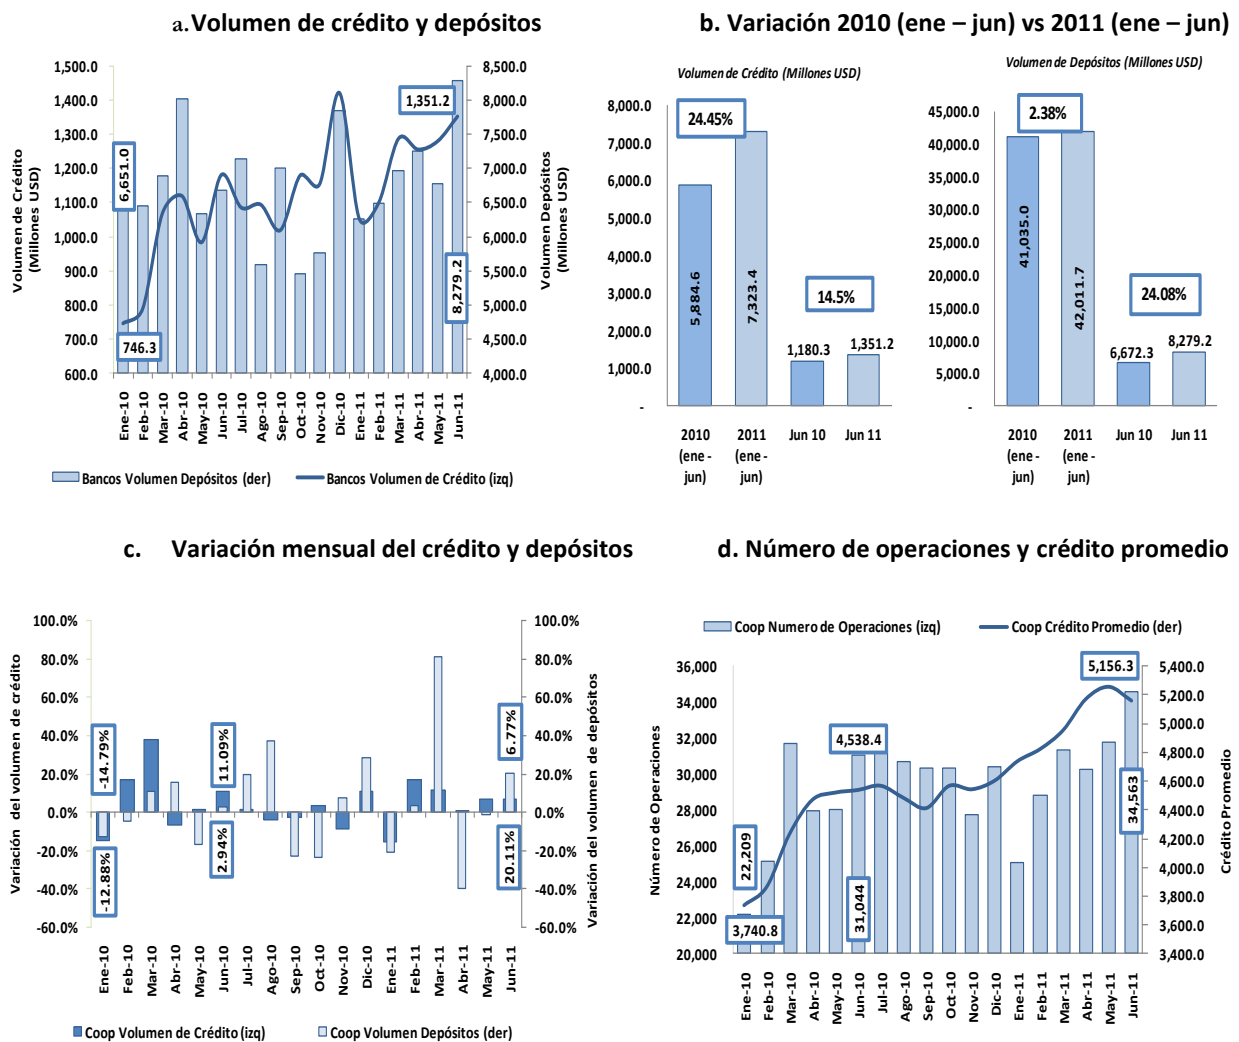 a.Volumen de crédito y depósitos
Volumen de Crédito
(Millones USD)
1,500.0
1,400.0
1,300.0
1,200.0
1,100.0
1,000.0
900.0
800.0
700.0
600.0
8,500.0
8,000.0
7,500.0
7,000.0
6,500.0
6,000.0
5,500.0
5,000.0
4,500.0
4,000.0
Volumen Depósitos
(Millones USD)
6,651.0
746.3
1,351.2
8,279.2
Ene-10
Feb-10
Mar-10
Abr-10
May-10
Jun-10
Jul-10
Ago-10
Sep-10
Oct-10
Nov-10
Dic-10
Ene-11
Feb-11
Mar-11
Abr-11
May-11
Jun-11
Bancos Volumen Depósitos (der)
Bancos Volumen de Crédito (izq)
b. Variación 2010 (ene – jun) vs 2011 (ene – jun)
Volumen de Crédito (Millones USD)
8,000.0
7,000.0
6,000.0
5,000.0
4,000.0
3,000.0
2,000.0
1,000.0
-
24.45%
5,884.6
7,323.4
14.5%
1,180.3
1,351.2
2010
(ene -
jun)
2011
(ene -
jun)
Jun 10
Jun 11
Volumen de Depósitos (Millones USD)
45,000.0
40,000.0
35,000.0
30,000.0
25,000.0
20,000.0
15,000.0
10,000.0
5,000.0
-
2.38%
41,035.0
42,011.7
24.08%
6,672.3
8,279.2
2010
(ene -
jun)
2011
(ene -
jun)
Jun 10
Jun 11
c. Variación mensual del crédito y depósitos
Variación del volumen de crédito
100.0%
80.0%
60.0%
40.0%
20.0%
0.0%
-20.0%
-40.0%
-60.0%
100.0%
80.0%
60.0%
40.0%
20.0%
0.0%
-20.0%
-40.0%
-60.0%
Variación del volumen de depósitos
-14.79%
-12.88%
11.09%
2.94%
6.77%
20.11%
Ene-10
Feb-10
Mar-10
Abr-10
May-10
Jun-10
Jul-10
Ago-10
Sep-10
Oct-10
Nov-10
Dic-10
Ene-11
Feb-11
Mar-11
Abr-11
May-11
Jun-11
Coop Volumen de Crédito (izq)
Coop Volumen Depósitos (der)
d. Número de operaciones y crédito promedio
Coop Numero de Operaciones (izq)
Coop Crédito Promedio (der)
Número de Operaciones
36,000
34,000
32,000
30,000
28,000
26,000
24,000
22,000
20,000
5,400.0
5,200.0
5,000.0
4,800.0
4,600.0
4,400.0
4,200.0
4,000.0
3,800.0
3,600.0
3,400.0
Crédito Promedio
22,209
3,740.8
4,538.4
31,044
5,156.3
34,563
Ene-10
Feb-10
Mar-10
Abr-10
May-10
Jun-10
Jul-10
Ago-10
Sep-10
Oct-10
Nov-10
Dic-10
Ene-11
Feb-11
Mar-11
Abr-11
May-11
Jun-11